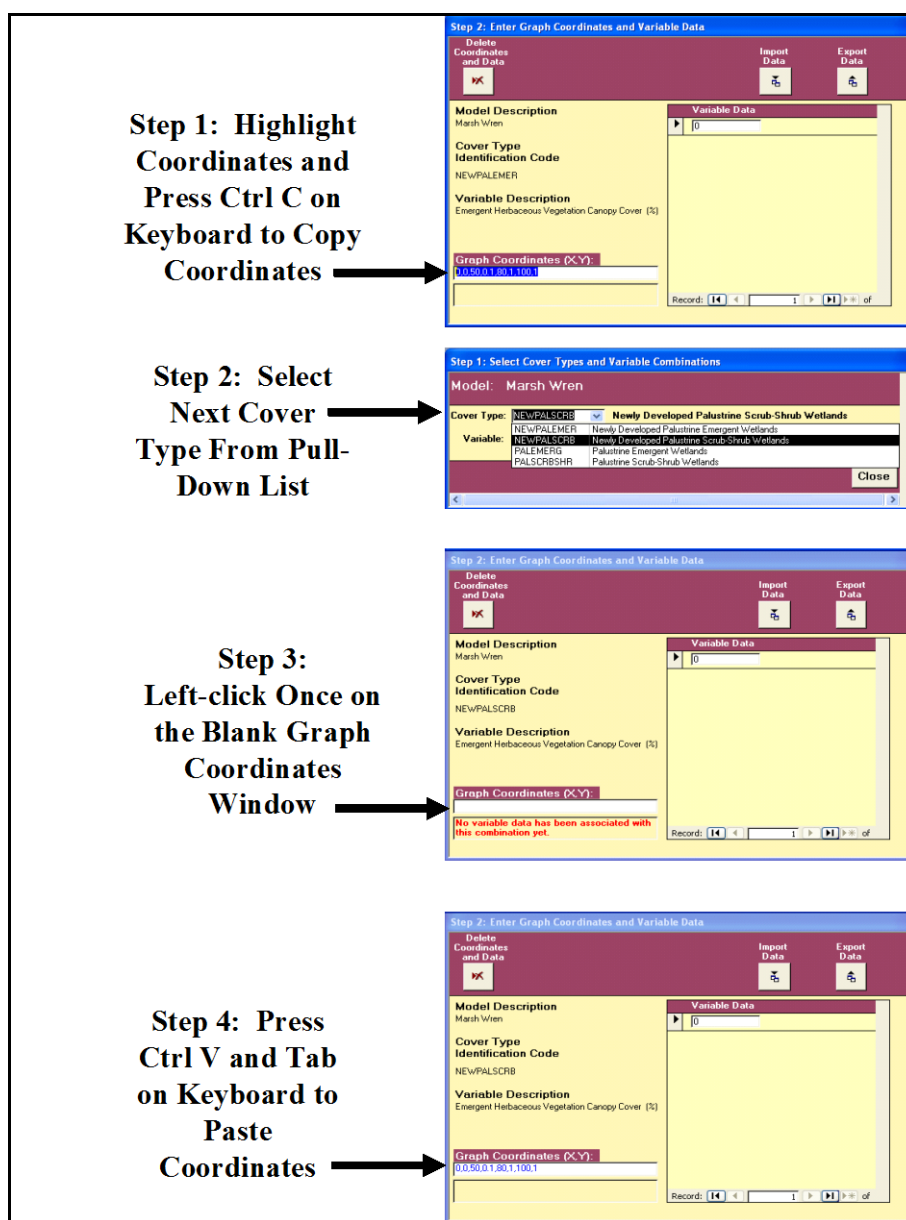 Step 1: Highlight
Coordinates and
Press Ctrl C on
Keyboard to Copy
Coordinates
Step 2: Enter Graph Coordinates and Variable Data
Delete
Coordinates
and Data
Import
Data
Export
Data
Model Description
Marsh Wren
Cover Type
Identification Code
NEWPALEMER
Variable Description
Emergent Herbaceous Vegetation Canopy Cover (%)
Graph Coordinates (X,Y):
0,0,50,0.1,80,1,100,1
Variable Data
0
Record: 1 of
Step 2: Select
Next Cover
Type From Pull-
Down List
Step 1: Select Cover Types and Variable Combinations
Model: Marsh Wren
Cover Type: NEWPALSCRB Newly Developed Palustrine Scrub-Shrub Wetlands
Variable:
NEWPALEMER Newly Developed Palustrine Emergent Wetlands
NEWPALSCRB Newly Developed Palustrine Scrub-Shrub Wetlands
PALEMERG Palustrine Emergent Wetlands
PALSCRBSHR Palustrine Scrub-Shrub Wetlands
Close
Step 3:
Left-click Once on
the Blank Graph
Coordinates
Window
Step 2: Enter Graph Coordinates and Variable Data
Delete
Coordinates
and Data
Import
Data
Export
Data
Model Description
Marsh Wren
Cover Type
Identification Code
NEWPALSCRB
Variable Description
Emergent Herbaceous Vegetation Canopy Cover (%)
Graph Coordinates (X,Y):
No variable data has been associated with
this combination yet.
Variable Data
0
Record: 1 of
Step 4: Press
Ctrl V and Tab
on Keyboard to
Paste
Coordinates
Step 2: Enter Graph Coordinates and Variable Data
Delete
Coordinates
and Data
Import
Data
Export
Data
Model Description
Marsh Wren
Cover Type
Identification Code
NEWPALSCRB
Variable Description
Emergent Herbaceous Vegetation Canopy Cover (%)
Graph Coordinates (X,Y):
0,0,50,0.1,80,1,100,1
Variable Data
0
Record: 1 of